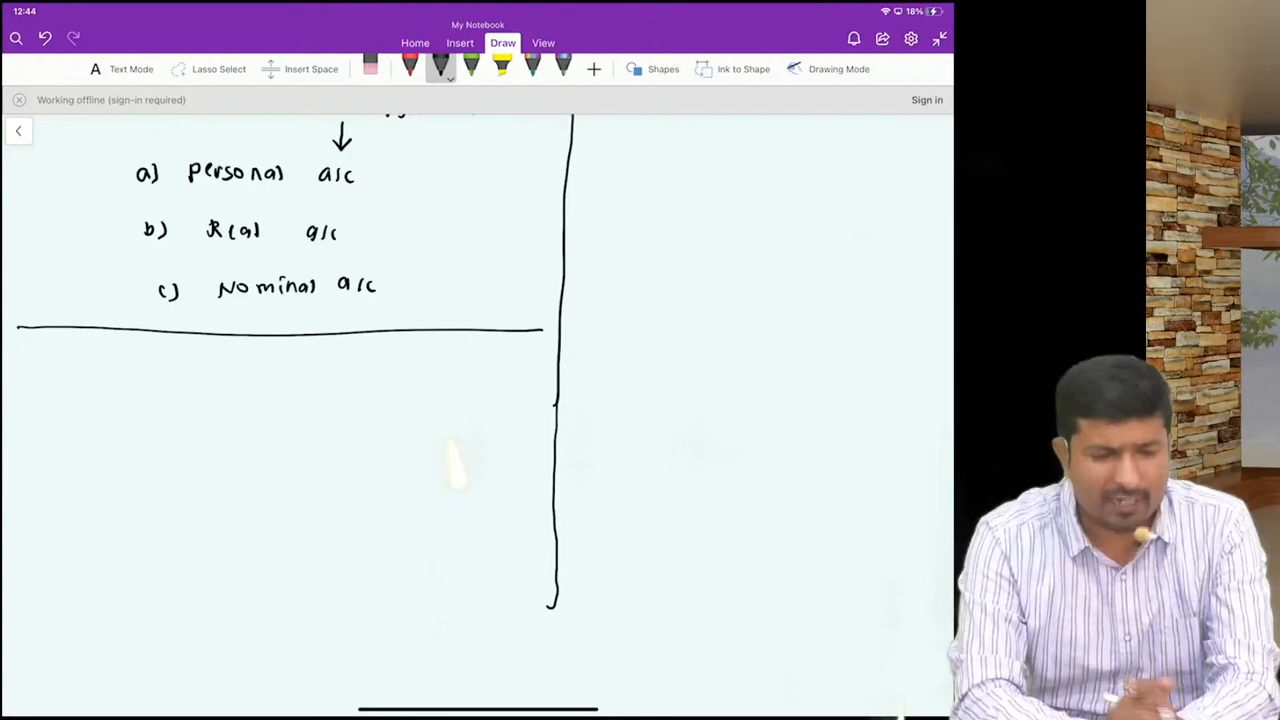 12:44
18%
My Notebook
Home Insert Draw View
Text Mode Lasso Select Insert Space Shapes Ink to Shape Drawing Mode
Working offline (sign-in required) Sign in
a) Personal a/c
b) Real a/c
c) Nominal a/c